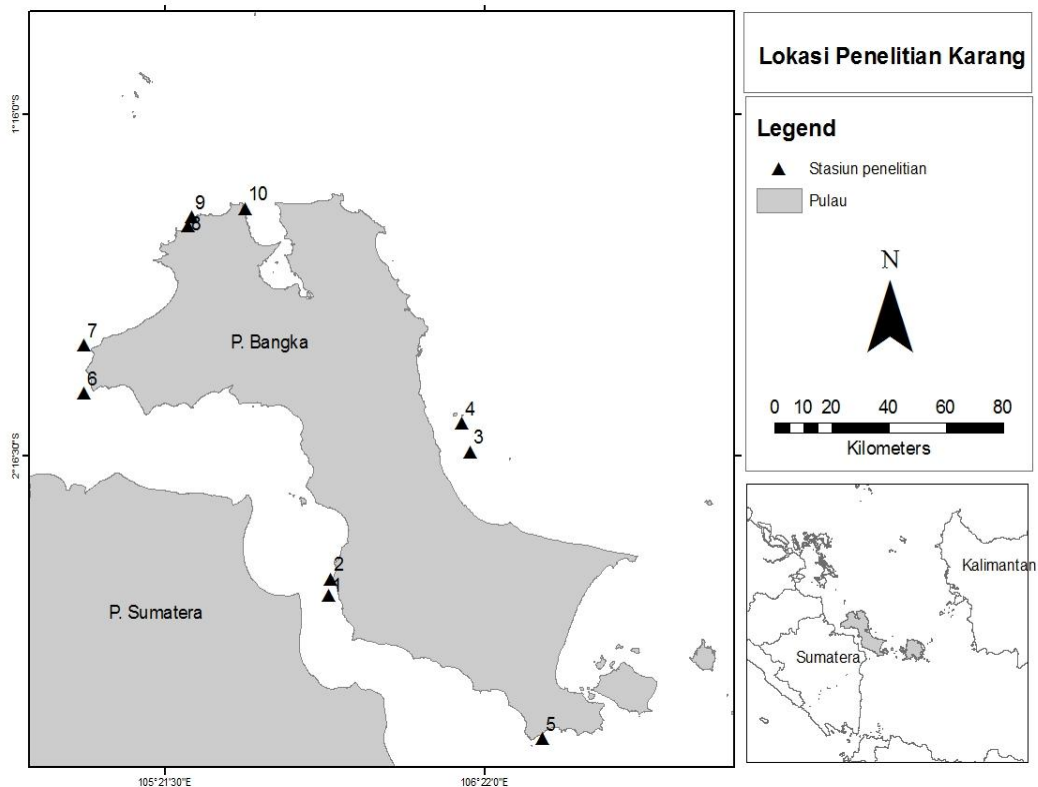 Lokasi Penelitian Karang
Legend
Stasiun penelitian
Pulau
N
0 10 20 40 60 80
Kilometers
1°16'0"S
2°16'30"S
105°21'30"E
106°22'0"E
9
10
8
7
6
P. Bangka
4
3
2
1
P. Sumatera
5
Kalimantan
Sumatera